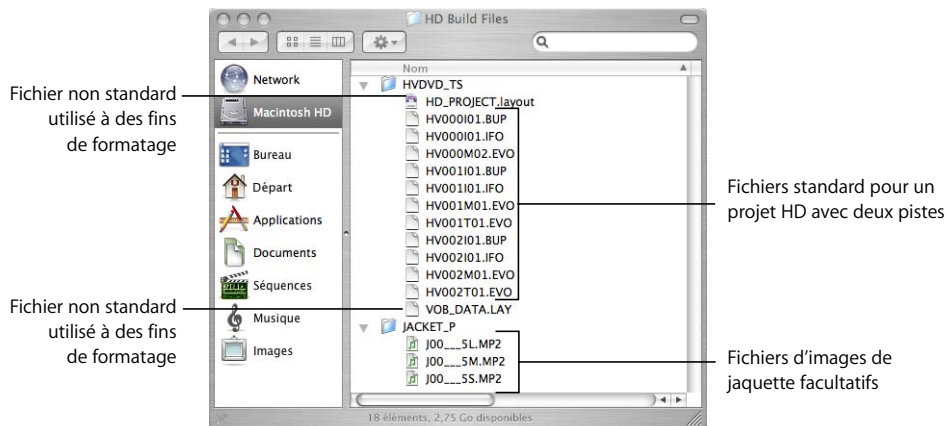 HD Build Files
Nom
Network
Macintosh HD
Bureau
Départ
Applications
Documents
Séquences
Musique
Images
HVDVD_TS
HD_PROJECT.layout
HV000I01.BUP
HV000I01.IFO
HV000M02.EVO
HV001I01.BUP
HV001I01.IFO
HV001M01.EVO
HV001T01.EVO
HV002I01.BUP
HV002I01.IFO
HV002M01.EVO
HV002T01.EVO
VOB_DATA.LAY
JACKET_P
J00___5L.MP2
J00___5M.MP2
J00___5S.MP2
18 éléments, 2,75 Go disponibles
Fichier non standard
utilisé à des fins
de formatage
Fichier non standard
utilisé à des fins
de formatage
Fichiers standard pour un
projet HD avec deux pistes
Fichiers d’images de
jaquette facultatifs